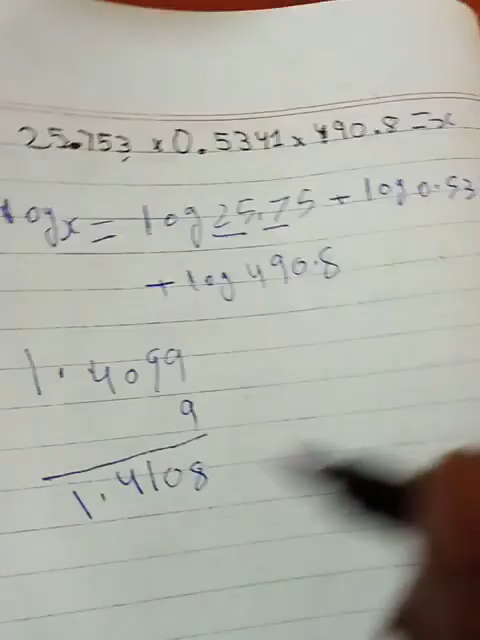 25.753 x 0.5341 x 490.8 = x
log x = log 25.75 + log 0.53
+ log 490.8
1.4099
9
1.4108